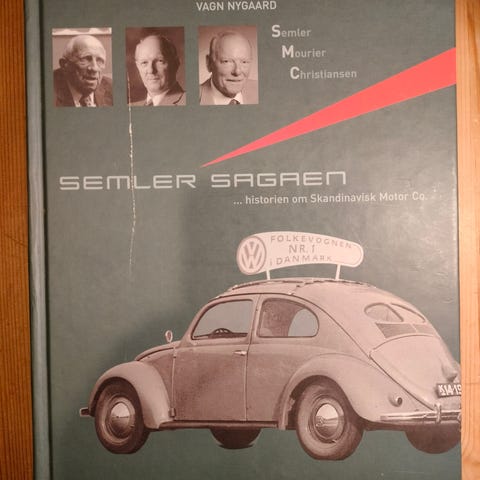 VAGN NYGAARD
Semler
Mourier
Christiansen
SEMLER SAGAEN
... historien om Skandinavisk Motor Co.
FOLKEVOGNEN
NR. 1
I DANMARK